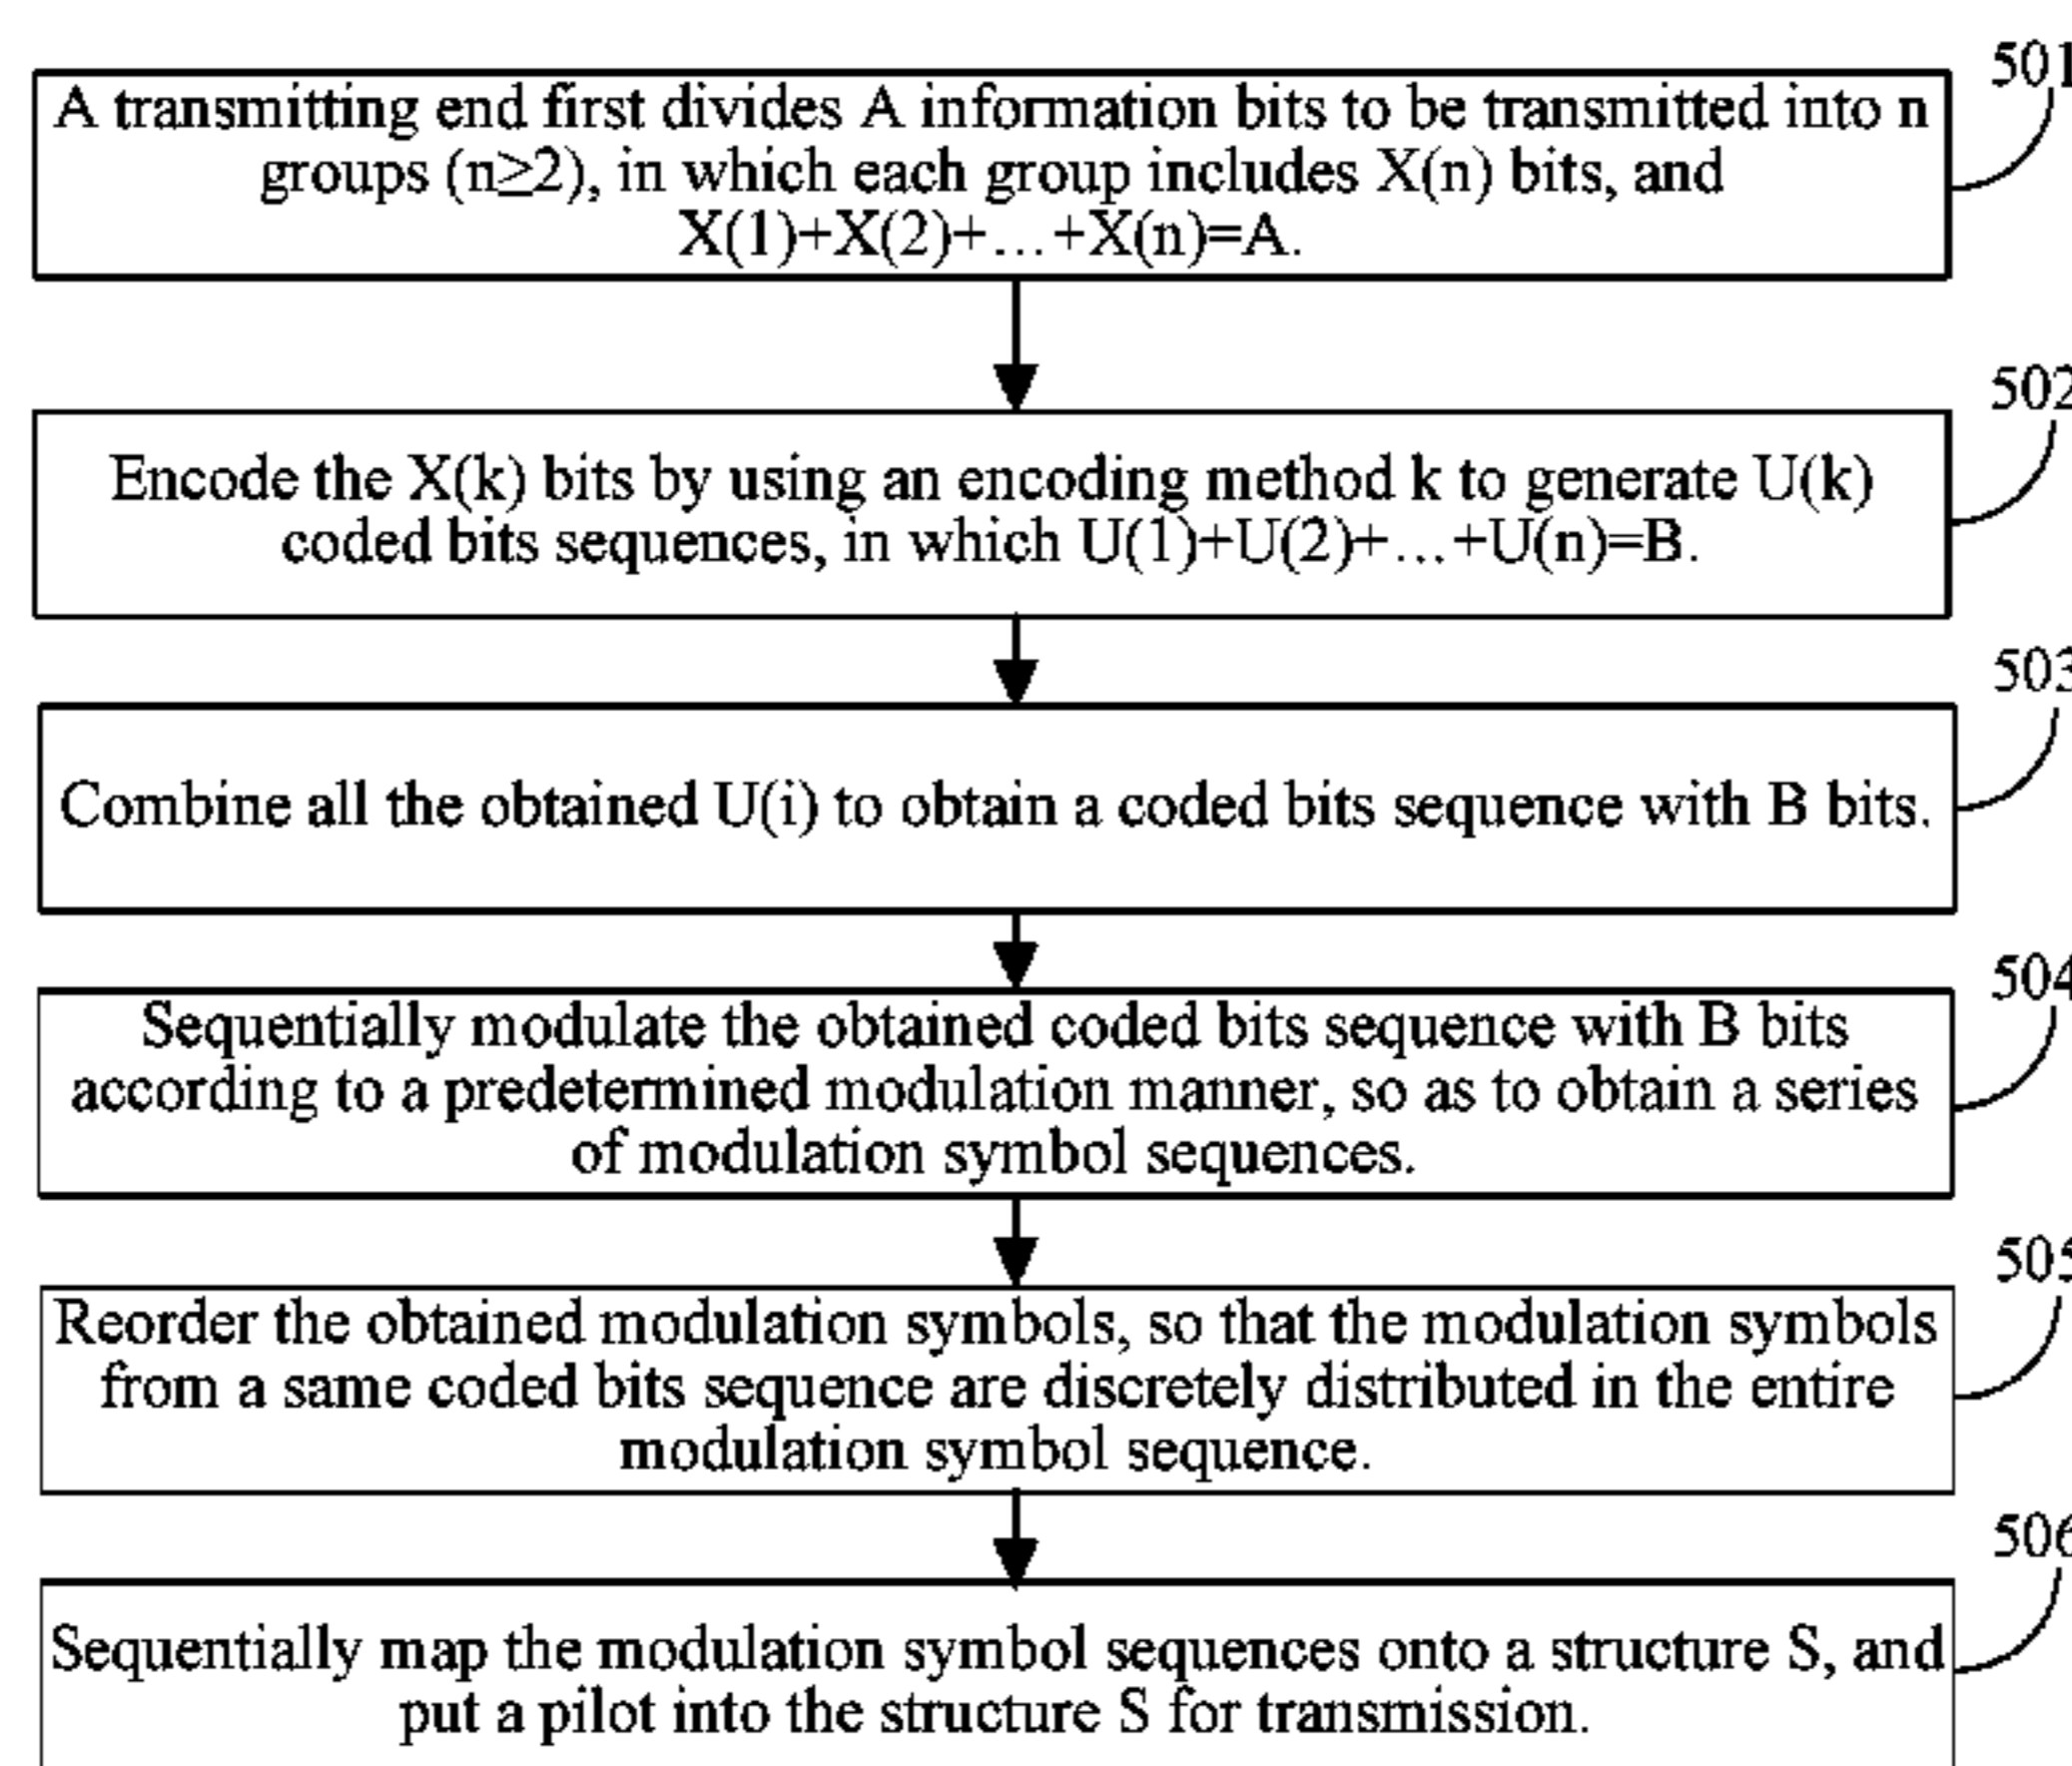 501
A transmitting end first divides A information bits to be transmitted into n
groups (n≥2), in which each group includes X(n) bits, and
X(1)+X(2)+…+X(n)=A.
502
Encode the X(k) bits by using an encoding method k to generate U(k)
coded bits sequences, in which U(1)+U(2)+…+U(n)=B.
503
Combine all the obtained U(i) to obtain a coded bits sequence with B bits.
504
Sequentially modulate the obtained coded bits sequence with B bits
according to a predetermined modulation manner, so as to obtain a series
of modulation symbol sequences.
505
Reorder the obtained modulation symbols, so that the modulation symbols
from a same coded bits sequence are discretely distributed in the entire
modulation symbol sequence.
506
Sequentially map the modulation symbol sequences onto a structure S, and
put a pilot into the structure S for transmission.